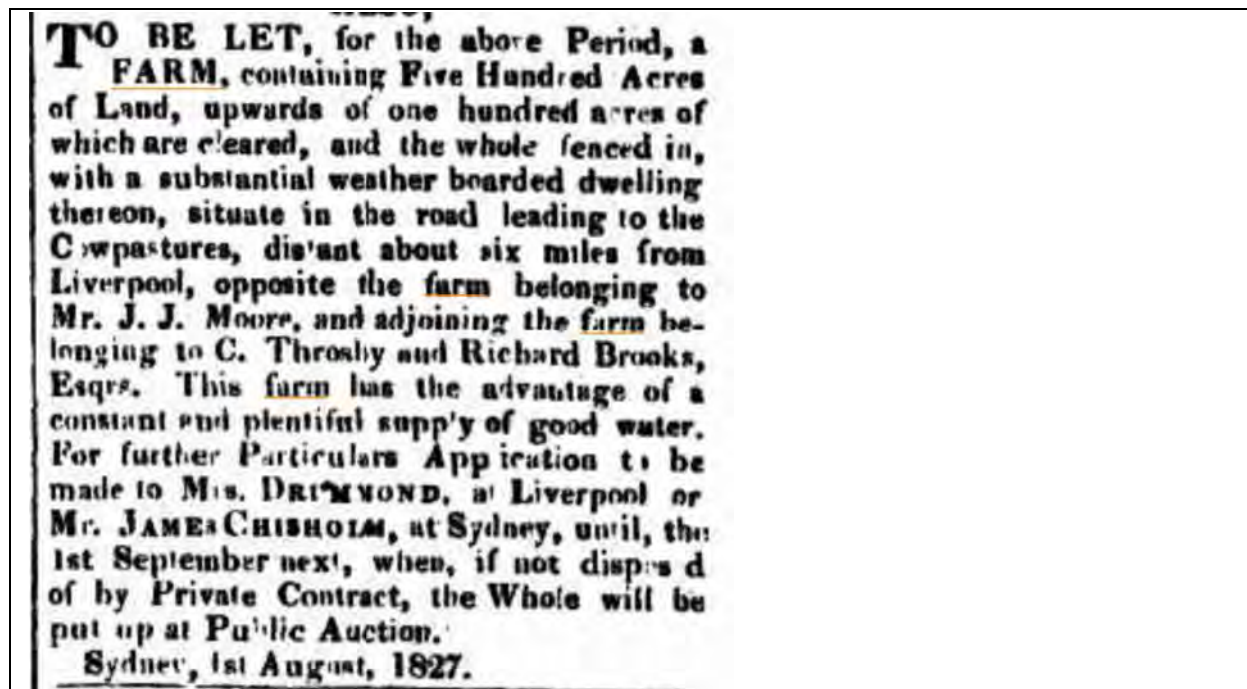 TO BE LET, for the above Period, a
FARM, containing Five Hundred Acres
of Land, upwards of one hundred acres of
which are cleared, and the whole fenced in,
with a substantial weather boarded dwelling
thereon, situate in the road leading to the
Cowpastures, distant about six miles from
Liverpool, opposite the farm belonging to
Mr. J. J. Moore, and adjoining the farm be-
longing to C. Throsby and Richard Brooks,
Esqrs. This farm has the advantage of a
constant and plentiful supply of good water.
For further Particulars Application to be
made to Mrs. DRUMMOND, at Liverpool or
Mr. JAMES CHISHOLM, at Sydney, until, the
1st September next, when, if not disposed
of by Private Contract, the Whole will be
put up at Public Auction.
Sydney, 1st August, 1827.